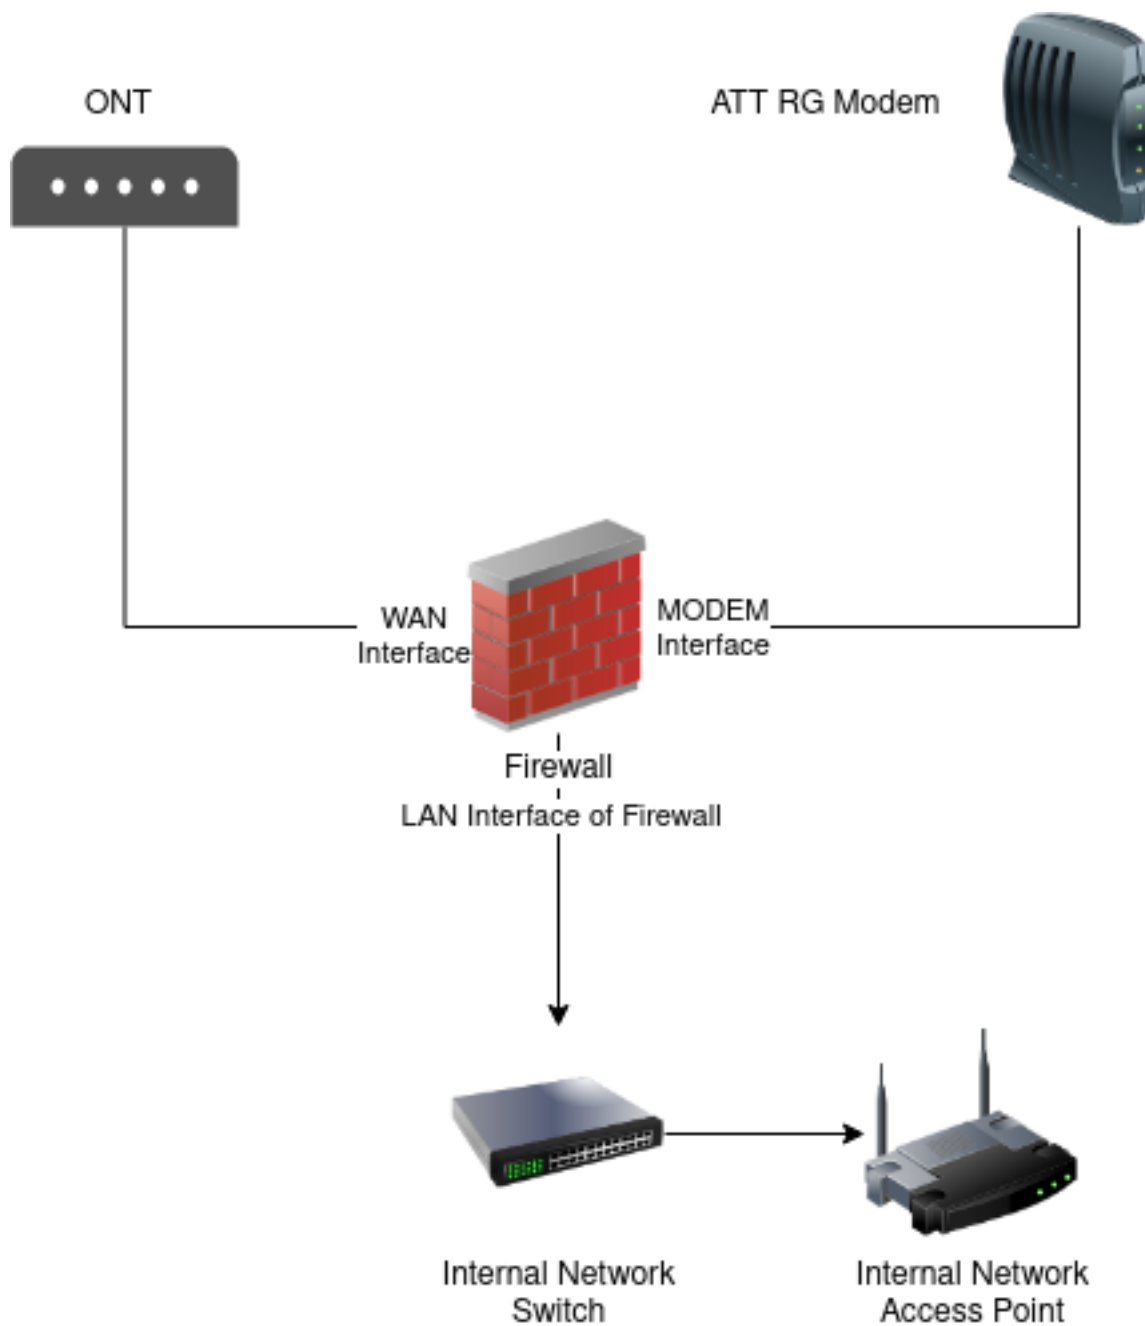 ONT
ATT RG Modem
WAN
Interface
MODEM
Interface
Firewall
LAN Interface of Firewall
Internal Network
Switch
Internal Network
Access Point